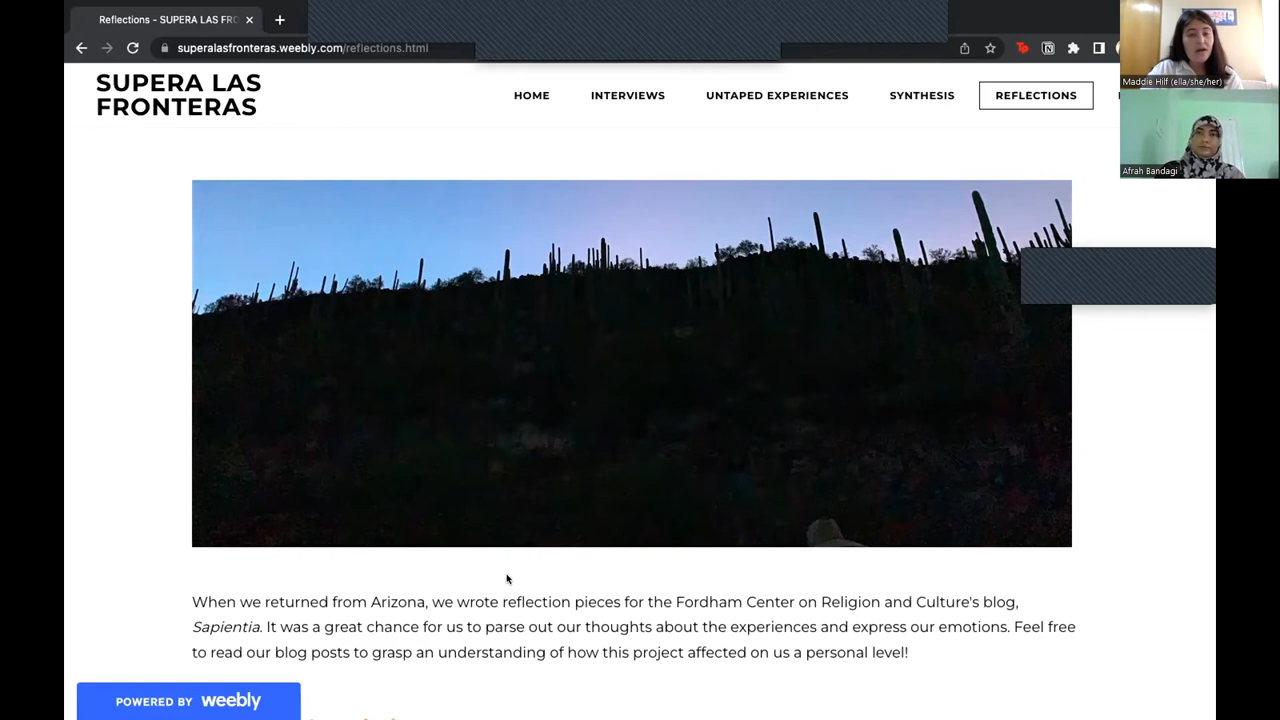 Reflections - SUPERA LAS FRO
superalasfronteras.weebly.com/reflections.html
SUPERA LAS
FRONTERAS
HOME
INTERVIEWS
UNTAPED EXPERIENCES
SYNTHESIS
REFLECTIONS
Maddie Hilf (ella/she/her)
Afrah Bandagi
When we returned from Arizona, we wrote reflection pieces for the Fordham Center on Religion and Culture's blog,
Sapientia. It was a great chance for us to parse out our thoughts about the experiences and express our emotions. Feel free
to read our blog posts to grasp an understanding of how this project affected on us a personal level!
POWERED BY weebly